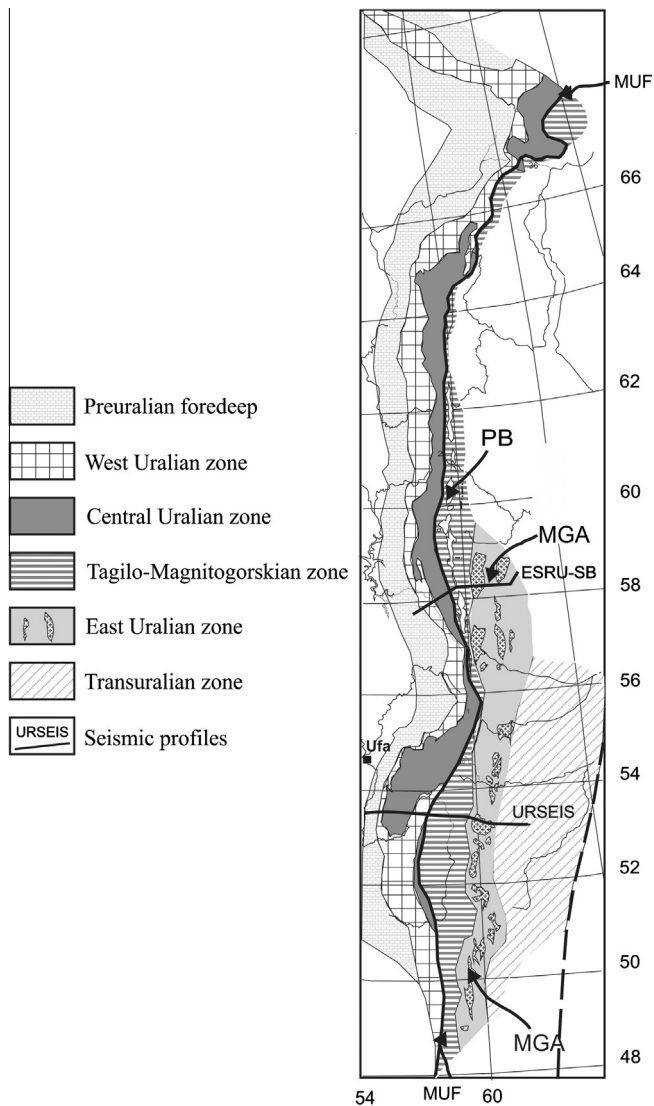 MUF
66
64
62
Preuralian foredeep
West Uralian zone
PB
60
Central Uralian zone
MGA
Tagilo-Magnitogorskian zone
ESRU-SB
58
East Uralian zone
Transuralian zone
56
URSEIS
Seismic profiles
Ufa
54
URSEIS
52
50
MGA
48
54
MUF
60